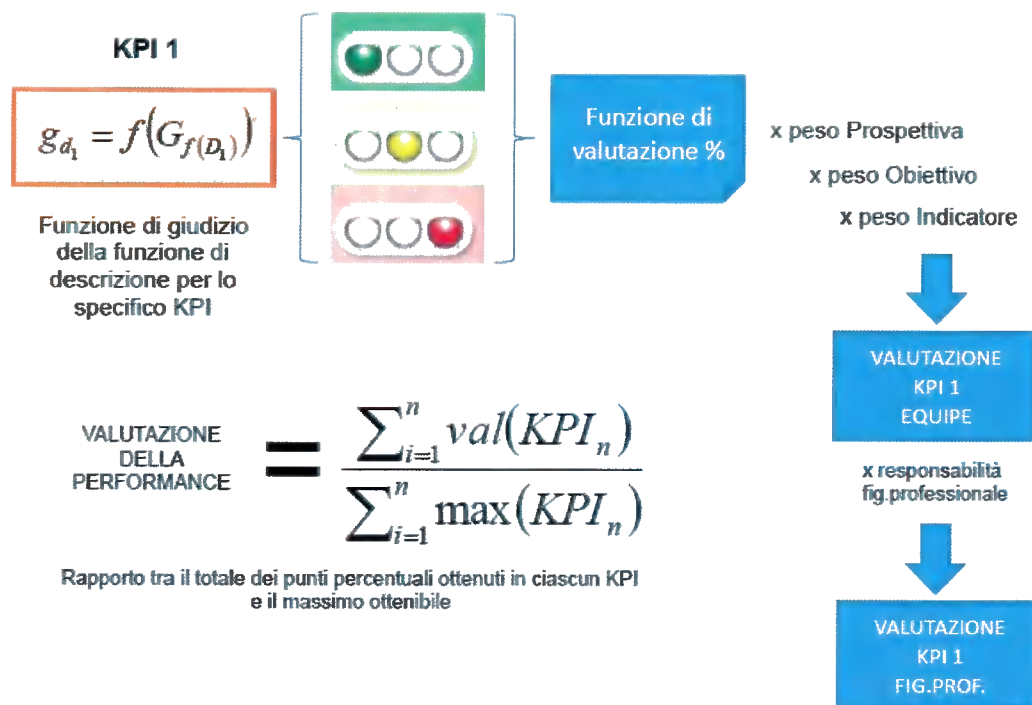 KPI 1
g_{d_1} = f(G_{f(D_1)})
Funzione di giudizio
della funzione di
descrizione per lo
specifico KPI
Funzione di
valutazione %
x peso Prospettiva
x peso Obiettivo
x peso Indicatore
VALUTAZIONE
KPI 1
EQUIPE
x responsabilità
fig.professionale
VALUTAZIONE
KPI 1
FIG.PROF.
VALUTAZIONE
DELLA
PERFORMANCE
=
∑_{i=1}^{n} val(KPI_n)
∑_{i=1}^{n} max(KPI_n)
Rapporto tra il totale dei punti percentuali ottenuti in ciascun KPI
e il massimo ottenibile